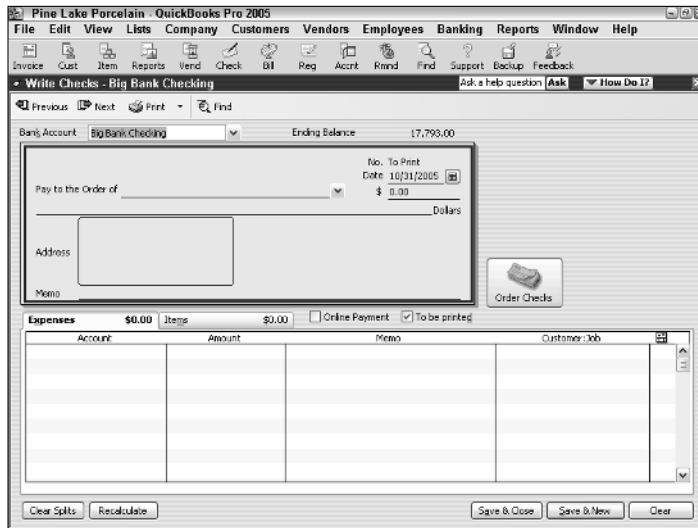 Pine Lake Porcelain - QuickBooks Pro 2005
File Edit View Lists Company Customers Vendors Employees Banking Reports Window Help
Invoice Cust Item Reports Vend Check Bill Reg Accnt Rmnd Find Support Backup Feedback
Write Checks - Big Bank Checking Ask a help question Ask How Do I?
Previous Next Print Find
Bank Account Big Bank Checking Ending Balance 17,793.00
No. To Print
Date 10/31/2005
Pay to the Order of $ 0.00
Dollars
Address
Memo
Order Checks
Expenses $0.00 Items $0.00 Online Payment To be printed
Account Amount Memo Customer:Job
Clear Splits Recalculate Save & Close Save & New Clear